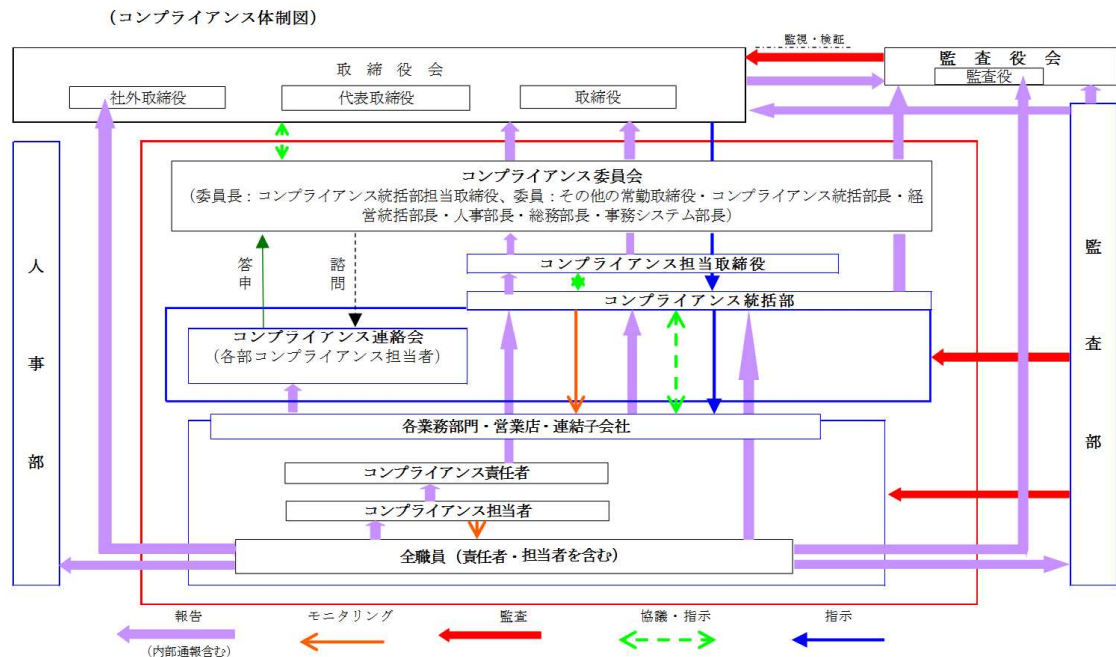 （コンプライアンス体制図）
監視・検証
取 締 役 会
監 査 役 会
社外取締役
代表取締役
取締役
監査役
コンプライアンス委員会
（委員長：コンプライアンス統括部担当取締役、委員：その他の常勤取締役・コンプライアンス統括部長・経
営統括部長・人事部長・総務部長・事務システム部長）
人事部
監査部
答申
諮問
コンプライアンス担当取締役
コンプライアンス統括部
コンプライアンス連絡会
（各部コンプライアンス担当者）
各業務部門・営業店・連結子会社
コンプライアンス責任者
コンプライアンス担当者
全職員（責任者・担当者を含む）
報告
モニタリング
監査
協議・指示
指示
（内部通報含む）